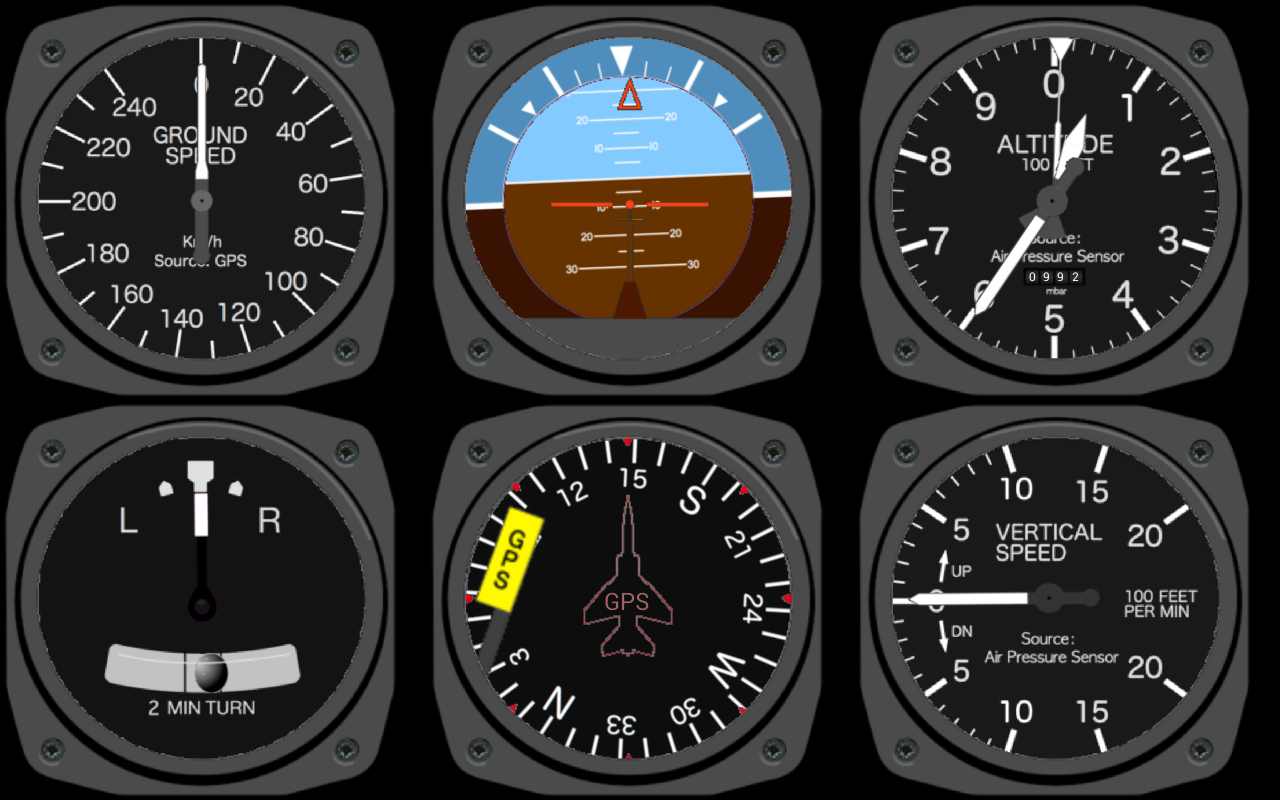 240
20
GROUND
SPEED
220
40
60
200
80
180
100
Km/h
Source: GPS
160
120
140
20 20
10 10
10 10
20 20
30 30
0
9
1
ALTITUDE
100
8
2
7
3
Source:
Air Pressure Sensor
0992
mbar
6
4
5
L R
2 MIN TURN
15
12
S
21
GPS
GPS
24
3
W
N
30
33
10 15
5
20
VERTICAL
SPEED
UP
0
100 FEET
PER MIN
DN
Source:
Air Pressure Sensor
5
20
10 15